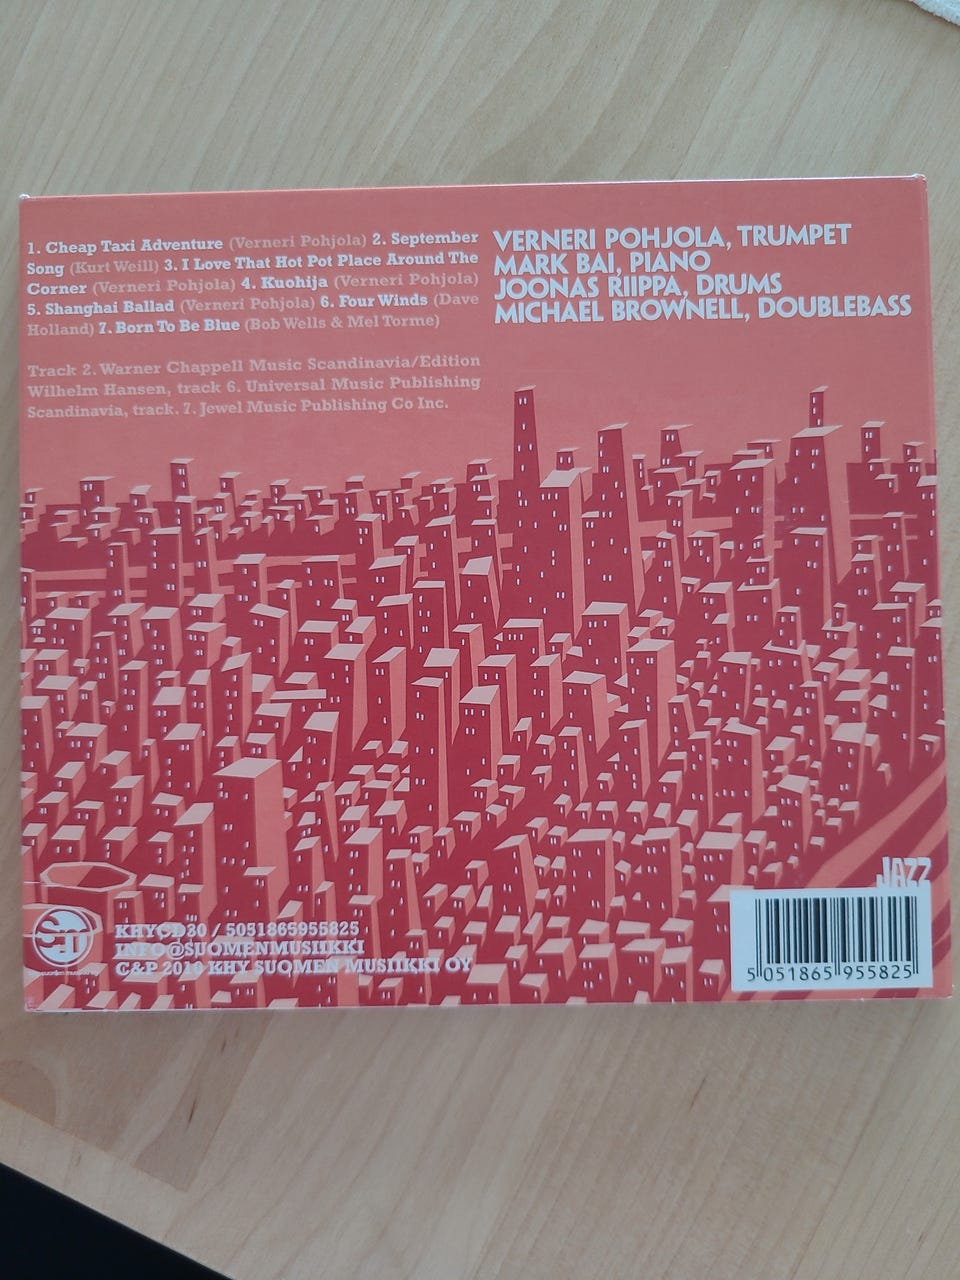 1. Cheap Taxi Adventure (Verneri Pohjola) 2. September
Song (Kurt Weill) 3. I Love That Hot Pot Place Around The
Corner (Verneri Pohjola) 4. Kuohija (Verneri Pohjola)
5. Shanghai Ballad (Verneri Pohjola) 6. Four Winds (Dave
Holland) 7. Born To Be Blue (Bob Wells & Mel Torme)
Track 2. Warner Chappell Music Scandinavia/Edition
Wilhelm Hansen, track 6. Universal Music Publishing
Scandinavia, track. 7. Jewel Music Publishing Co Inc.
VERNERI POHJOLA, TRUMPET
MARK BAI, PIANO
JOONAS RIIPPA, DRUMS
MICHAEL BROWNELL, DOUBLEBASS
KHYCD30 / 5051865955825
INFO@SUOMENMUSIIKKI
C&P 2010 KHY SUOMEN MUSIIKKI OY
JAZZ
5 051865 955825